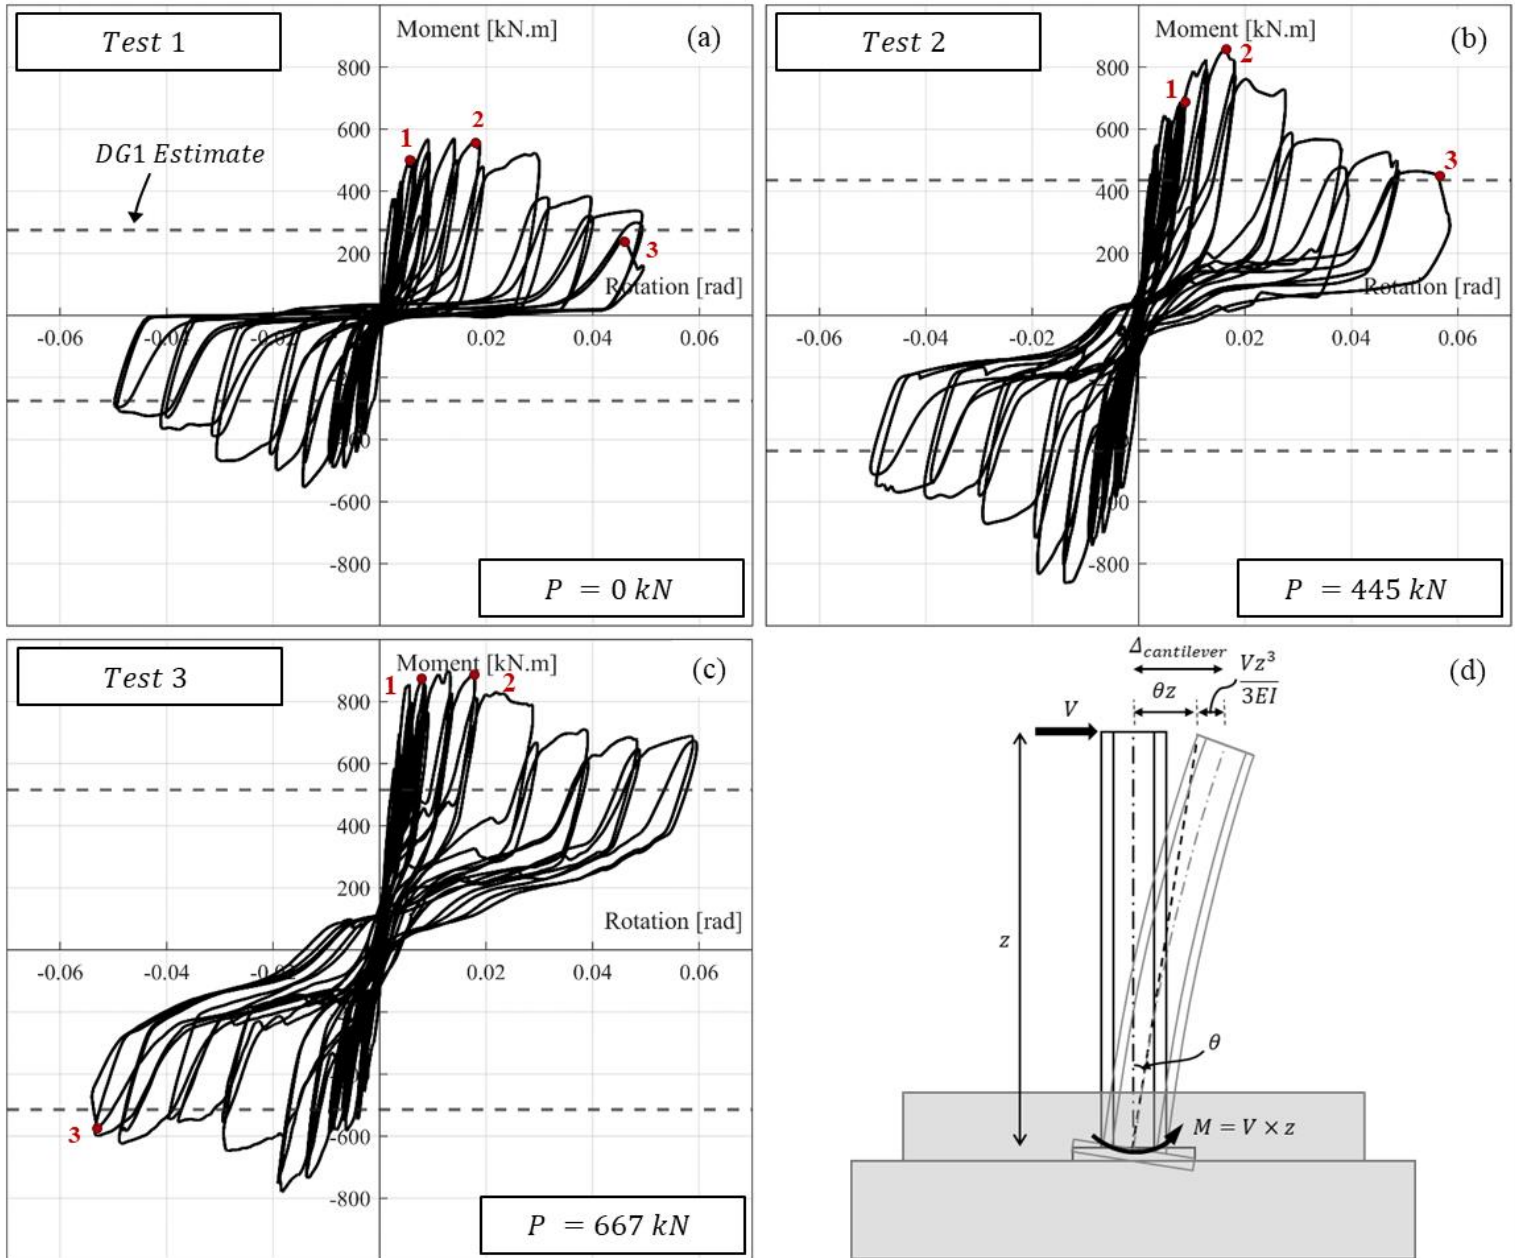 Test 1
Moment [kN.m]
(a)
800
600
400
200
DG1 Estimate
1
2
3
Rotation [rad]
-0.06
-0.04
-0.02
0.02
0.04
0.06
-600
-800
P = 0 kN
Test 2
Moment [kN.m]
(b)
800
600
400
200
1
2
3
Rotation [rad]
-0.06
-0.04
-0.02
0.02
0.04
0.06
-800
P = 445 kN
Test 3
Moment [kN.m]
(c)
800
600
400
200
1
2
3
Rotation [rad]
-0.06
-0.04
0.02
0.04
0.06
-600
-800
P = 667 kN
(d)
Δcantilever
θz
Vz³
3EI
V
z
θ
M = V × z